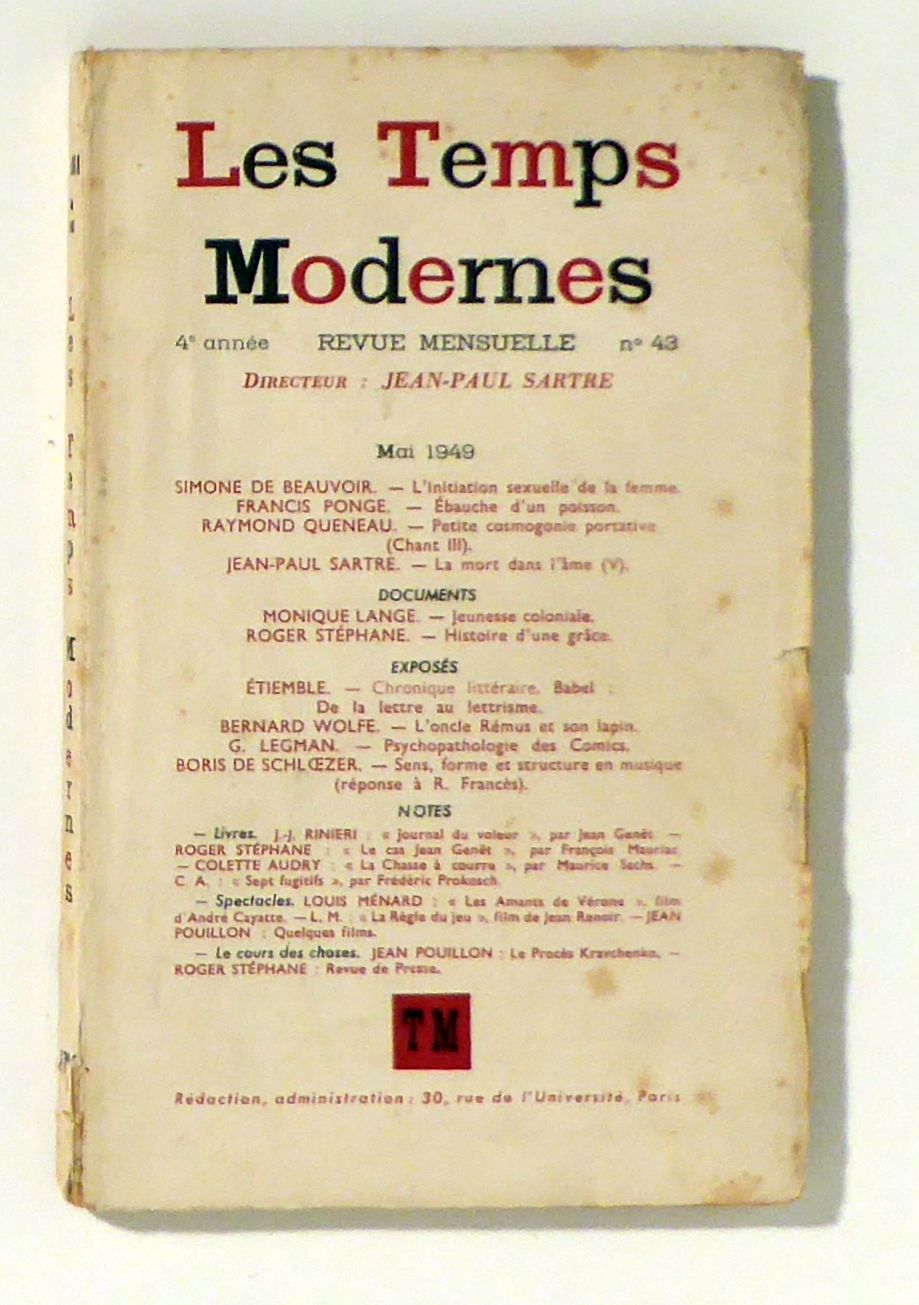 Les Temps
Modernes
4e année REVUE MENSUELLE no 43
DIRECTEUR : JEAN-PAUL SARTRE
Mai 1949
SIMONE DE BEAUVOIR. — L'initiation sexuelle de la femme.
FRANCIS PONGE. — Ébauche d'un poisson.
RAYMOND QUENEAU. — Petite cosmogonie portative
(Chant III).
JEAN-PAUL SARTRE. — La mort dans l'âme (V).
DOCUMENTS
MONIQUE LANGE. — Jeunesse coloniale.
ROGER STÉPHANE. — Histoire d'une grâce.
EXPOSÉS
ÉTIEMBLE. — Chronique littéraire. Babel :
De la lettre au lettrisme.
BERNARD WOLFE. — L'oncle Rémus et son lapin.
G. LEGMAN. — Psychopathologie des Comics.
BORIS DE SCHLŒZER. — Sens, forme et structure en musique
(réponse à R. Francès).
NOTES
— Livres. J.-J. RINIERI : « Journal du voleur », par Jean Genêt. —
ROGER STÉPHANE : « Le cas Jean Genêt », par François Mauriac.
— COLETTE AUDRY : « La Chasse à courre », par Maurice Sachs. —
C. A. : « Sept fugitifs », par Frédéric Prokosch.
— Spectacles. LOUIS MÉNARD : « Les Amants de Vérone », film
d'André Cayatte. — L. M. : « La Règle du jeu », film de Jean Renoir. — JEAN
POUILLON : Quelques films.
— Le cours des choses. JEAN POUILLON : Le Procès Kravchenko. —
ROGER STÉPHANE : Revue de Presse.
TM
Rédaction, administration : 30, rue de l'Université, Paris
Les Temps Modernes